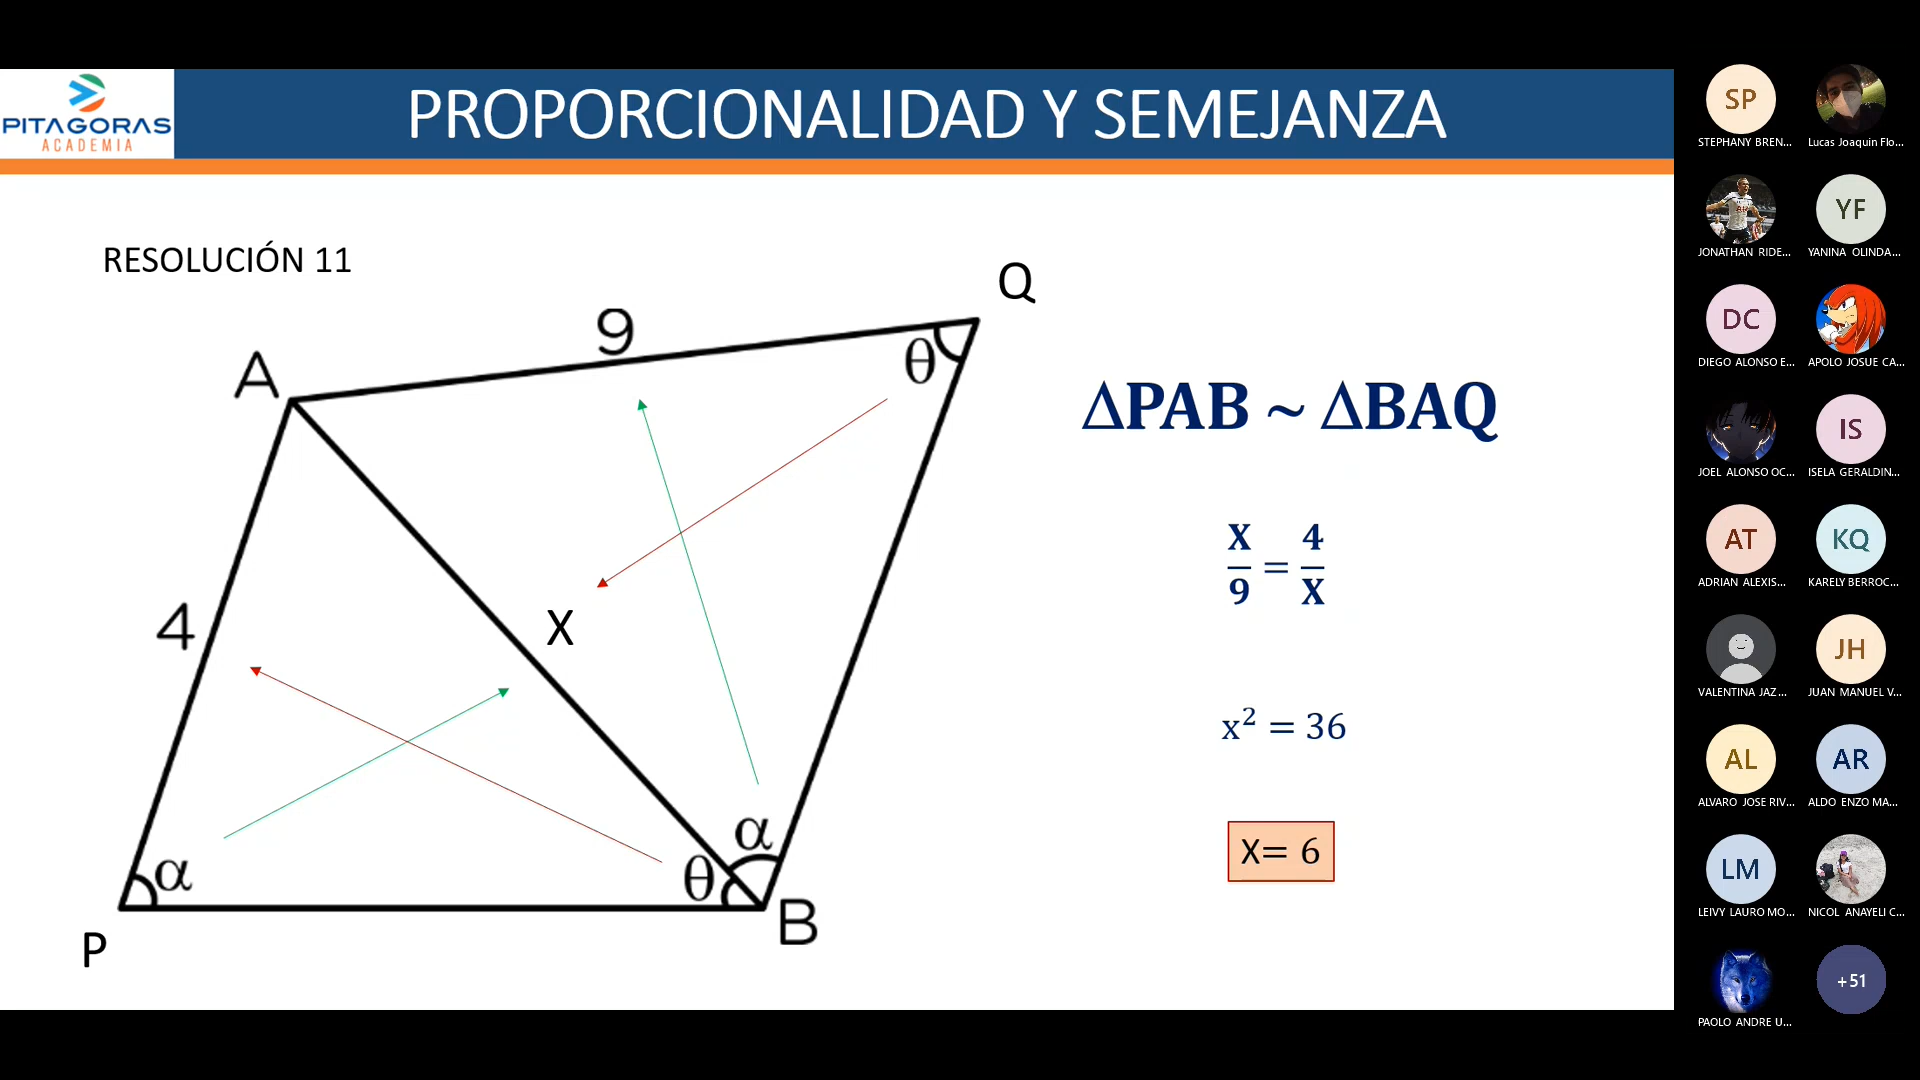 PITAGORAS
ACADEMIA
PROPORCIONALIDAD Y SEMEJANZA
RESOLUCIÓN 11
Q
9
A
θ
ΔPAB ~ ΔBAQ
X/9 = 4/X
4
X
x² = 36
α
α
θ
X= 6
B
P
SP
STEPHANY BREN...
Lucas Joaquin Flo...
JONATHAN RIDE...
YF
YANINA OLINDA...
DC
DIEGO ALONSO E...
APOLO JOSUE CA...
JOEL ALONSO OC...
IS
ISELA GERALDIN...
AT
ADRIAN ALEXIS...
KQ
KARELY BERROC...
VALENTINA JAZ...
JH
JUAN MANUEL V...
AL
ALVARO JOSE RIV...
AR
ALDO ENZO MA...
LM
LEIVY LAURO MO...
NICOL ANAYELI C...
PAOLO ANDRE U...
+51